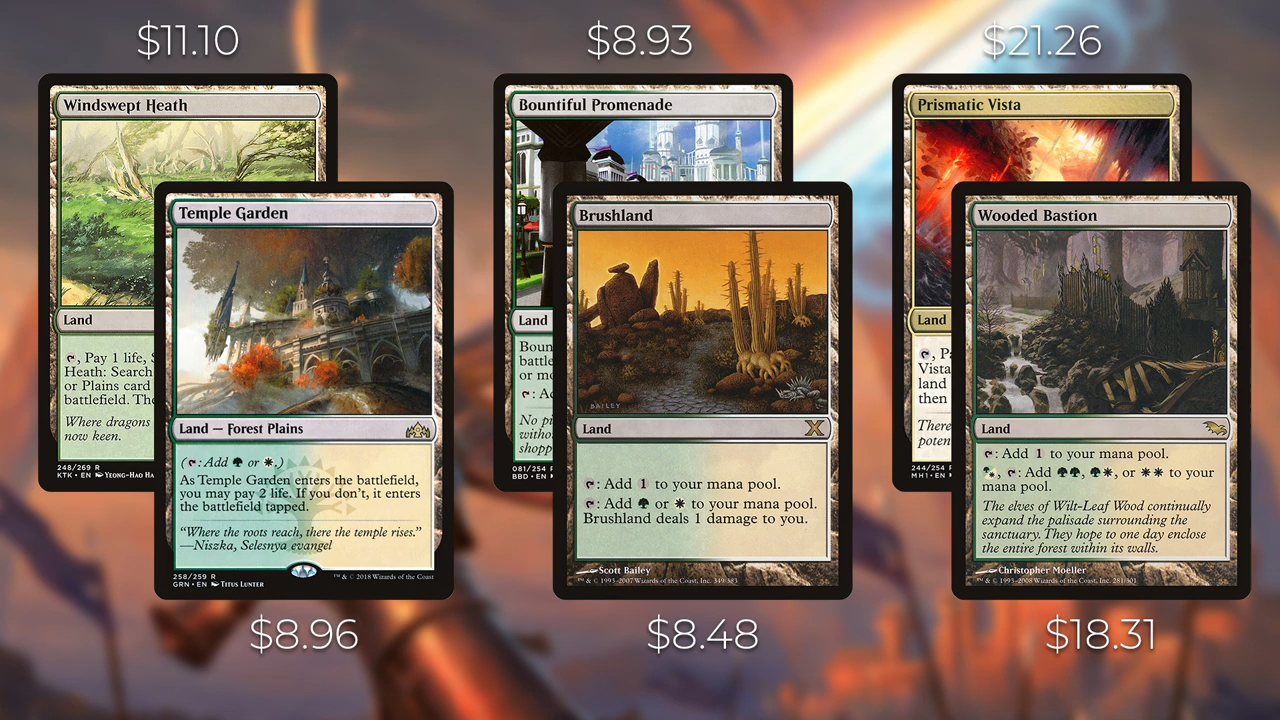 $11.10
$8.93
$21.26
Windswept Heath
Land
, Pay 1 life,
Heath: Search
or Plains card
battlefield. The
Where dragons
now keen.
248/269 R
KTK • EN YEONG-HAO HA
Temple Garden
Land — Forest Plains
( : Add or .)
As Temple Garden enters the battlefield,
you may pay 2 life. If you don't, it enters
the battlefield tapped.
"Where the roots reach, there the temple rises."
—Niszka, Selesnya evangel
258/259 R
GRN • EN TITUS LUNTER
™ & © 2018 Wizards of the Coast
Bountiful Promenade
Land
Boun
battle
or mo
: Ad
No pi
witho
shopp
081/254 R
BBD • EN
Brushland
BAILEY
Land
: Add 1 to your mana pool.
: Add or to your mana pool.
Brushland deals 1 damage to you.
Scott Bailey
™ & © 1993-2007 Wizards of the Coast, Inc. 349/383
Prismatic Vista
Land
, Pa
Vista
land
then
There
poten
244/254 R
MH1 • EN
Wooded Bastion
Land
: Add 1 to your mana pool.
, : Add , , or to your
mana pool.
The elves of Wilt-Leaf Wood continually
expand the palisade surrounding the
sanctuary. They hope to one day enclose
the entire forest within its walls.
Christopher Moeller
™ & © 1993-2008 Wizards of the Coast, Inc. 281/301
$8.96
$8.48
$18.31